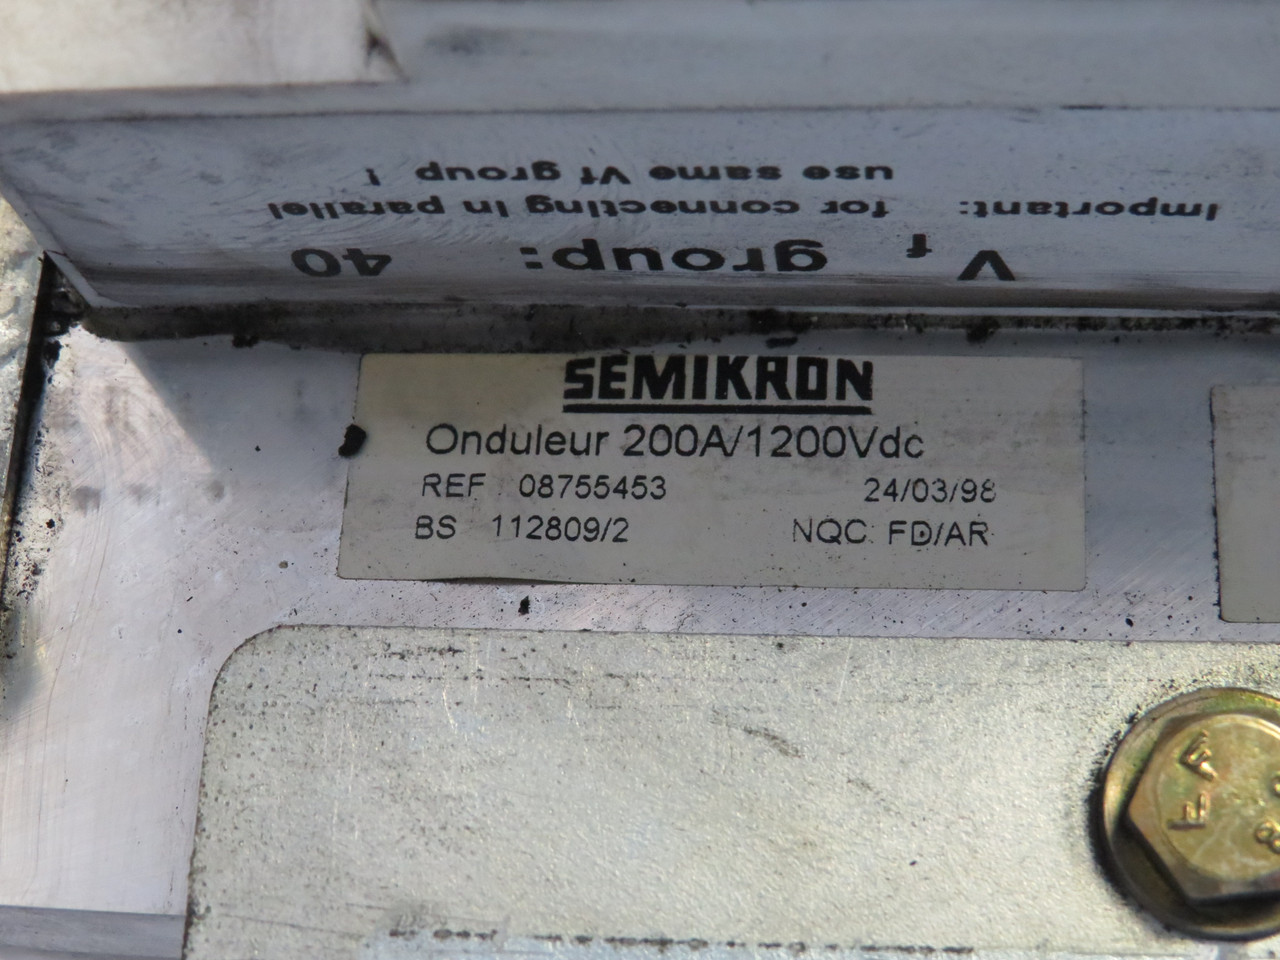 V f group: 40
Important: for connecting in parallel
use same Vf group !
SEMIKRON
Onduleur 200A/1200Vdc
REF 08755453 24/03/98
BS 112809/2 NQC FD/AR